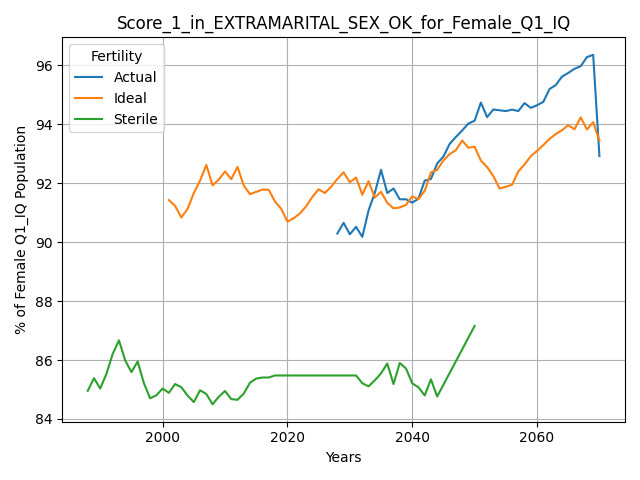 Score_1_in_EXTRAMARITAL_SEX_OK_for_Female_Q1_IQ
% of Female Q1_IQ Population
Fertility
Actual
Ideal
Sterile
96
94
92
90
88
86
84
2000
2020
2040
2060
Years